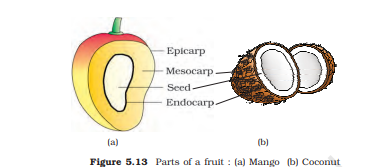 Epicarp
Mesocarp
Seed
Endocarp
(a) (b)
Figure 5.13 Parts of a fruit : (a) Mango (b) Coconut